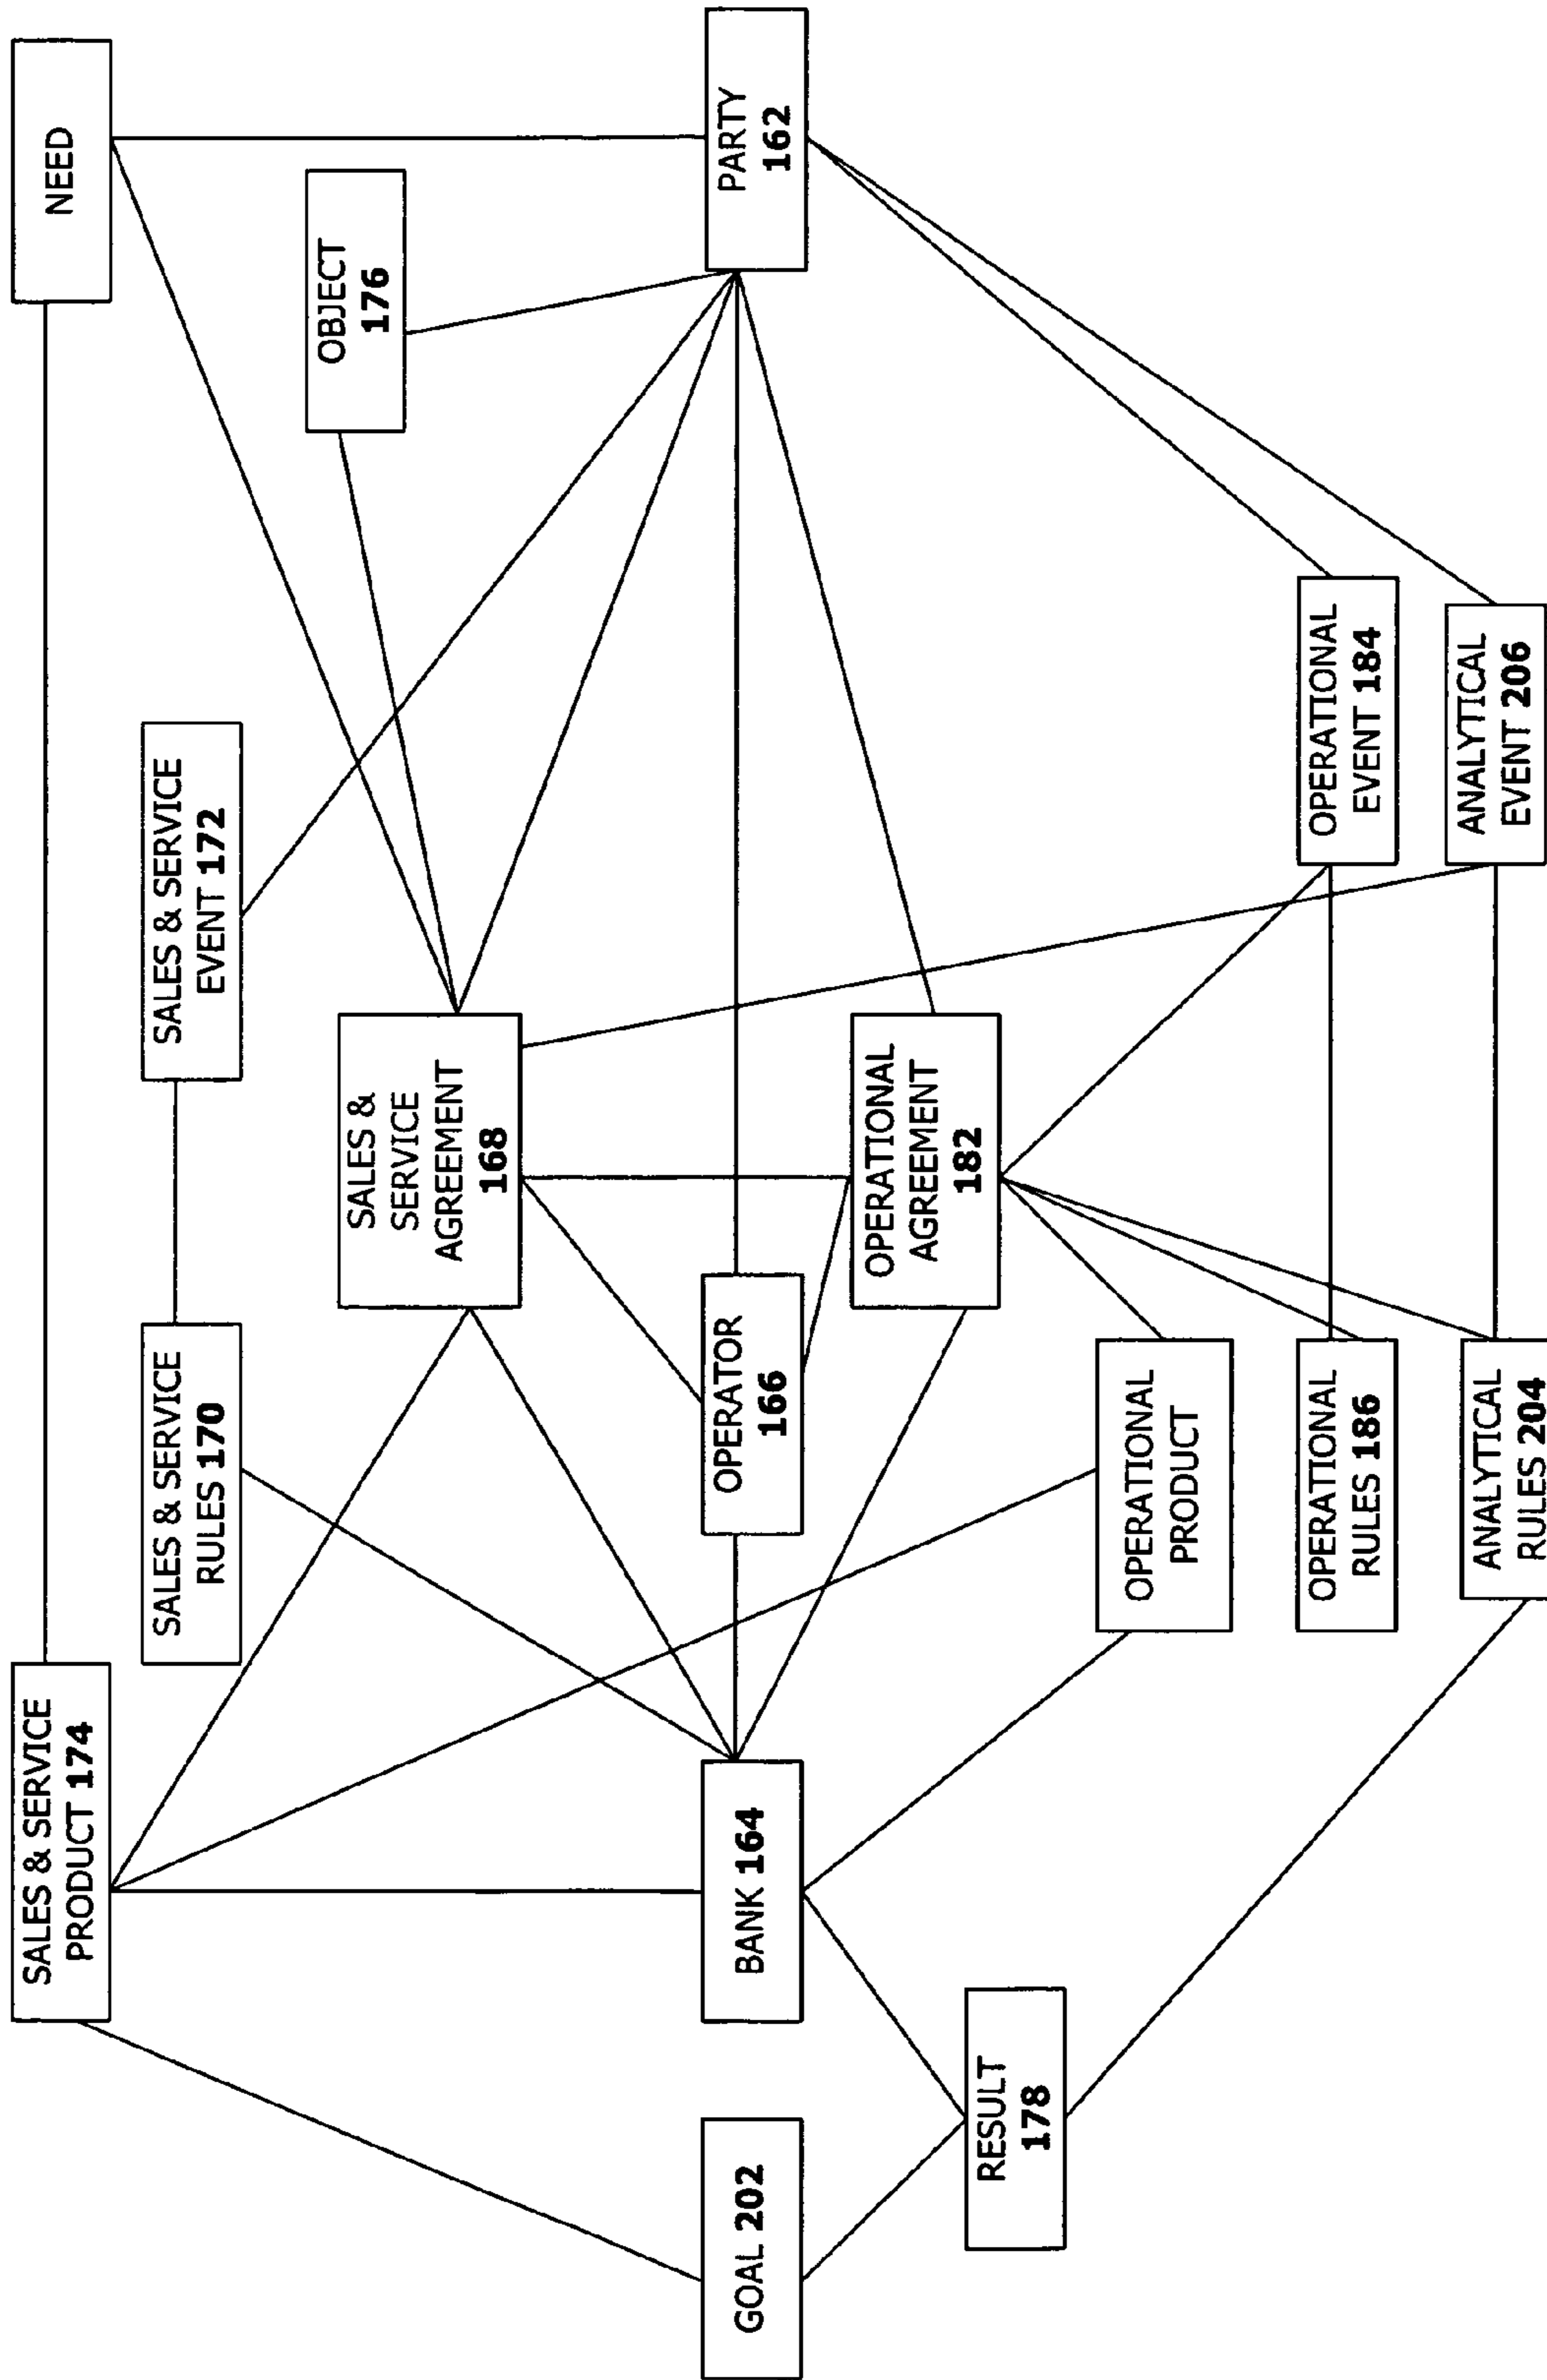 SALES & SERVICE
PRODUCT 174
NEED
SALES & SERVICE
RULES 170
SALES & SERVICE
EVENT 172
OBJECT
176
SALES &
SERVICE
AGREEMENT
168
GOAL 202
BANK 164
OPERATOR
166
PARTY
162
OPERATIONAL
AGREEMENT
182
RESULT
178
OPERATIONAL
PRODUCT
OPERATIONAL
RULES 186
OPERATIONAL
EVENT 184
ANALYTICAL
RULES 204
ANALYTICAL
EVENT 206